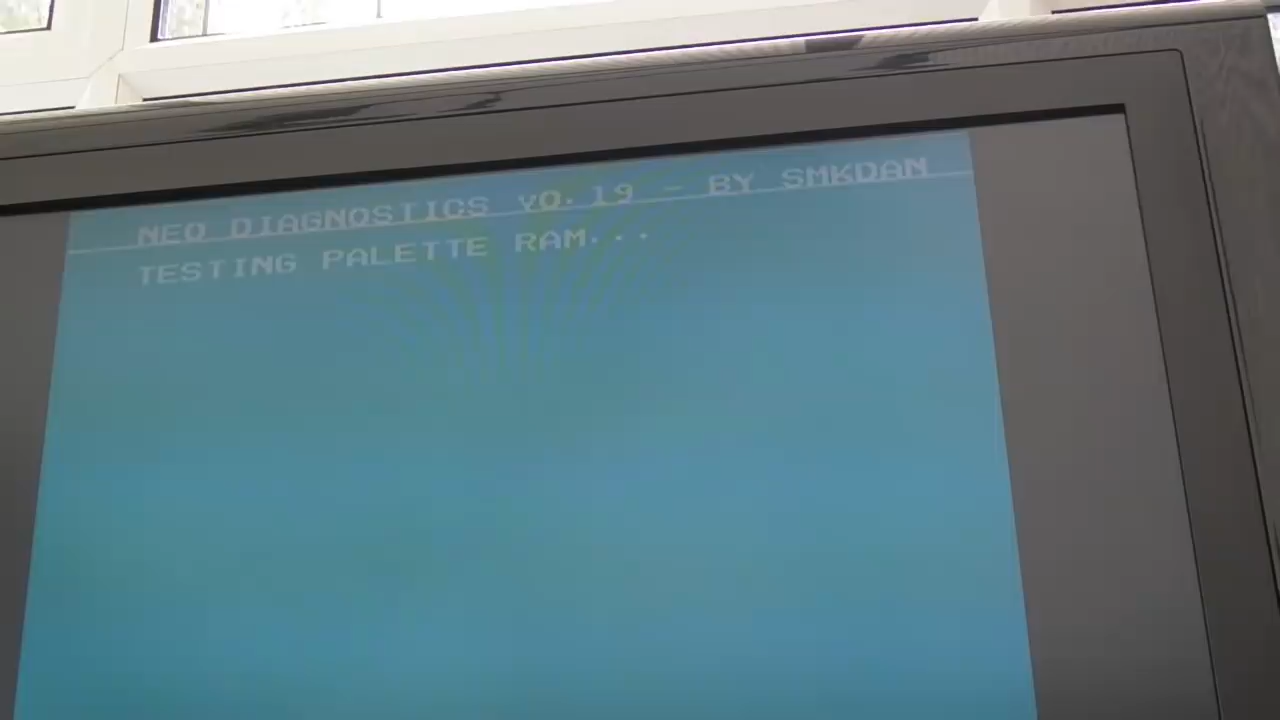 NEO DIAGNOSTICS v0.19 - BY SMKDAN
TESTING PALETTE RAM...